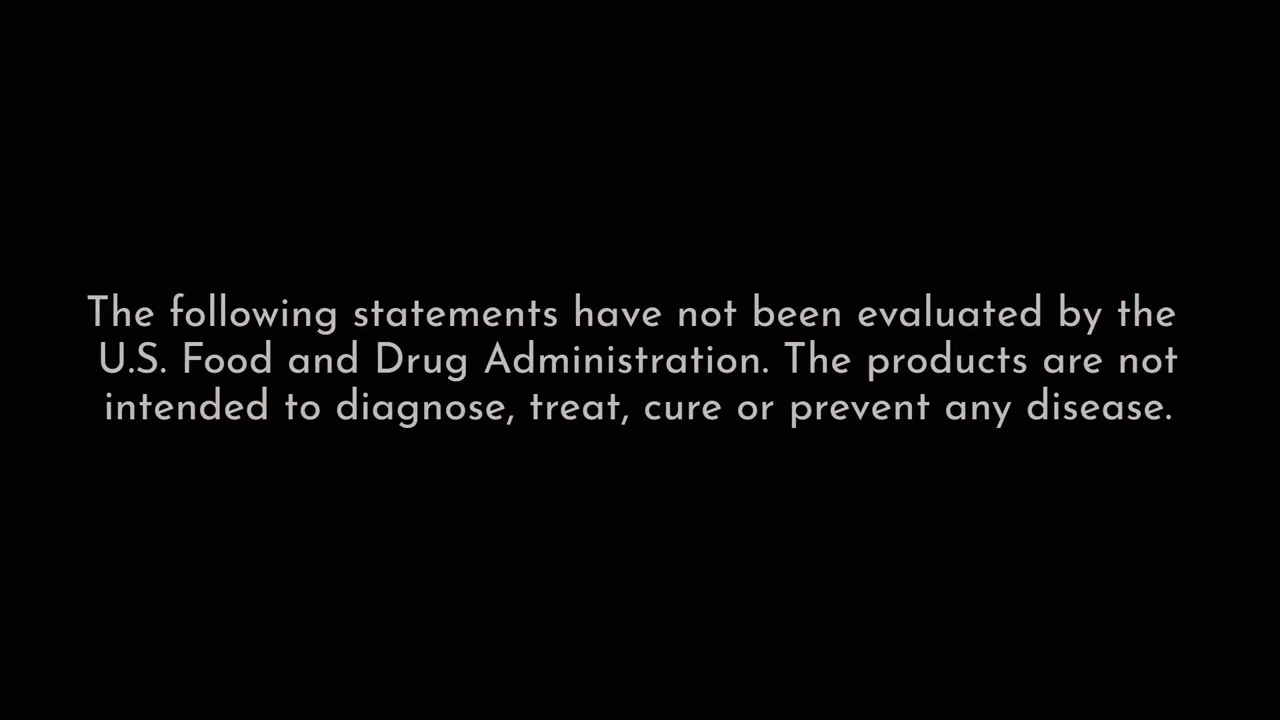 The following statements have not been evaluated by the
U.S. Food and Drug Administration. The products are not
intended to diagnose, treat, cure or prevent any disease.